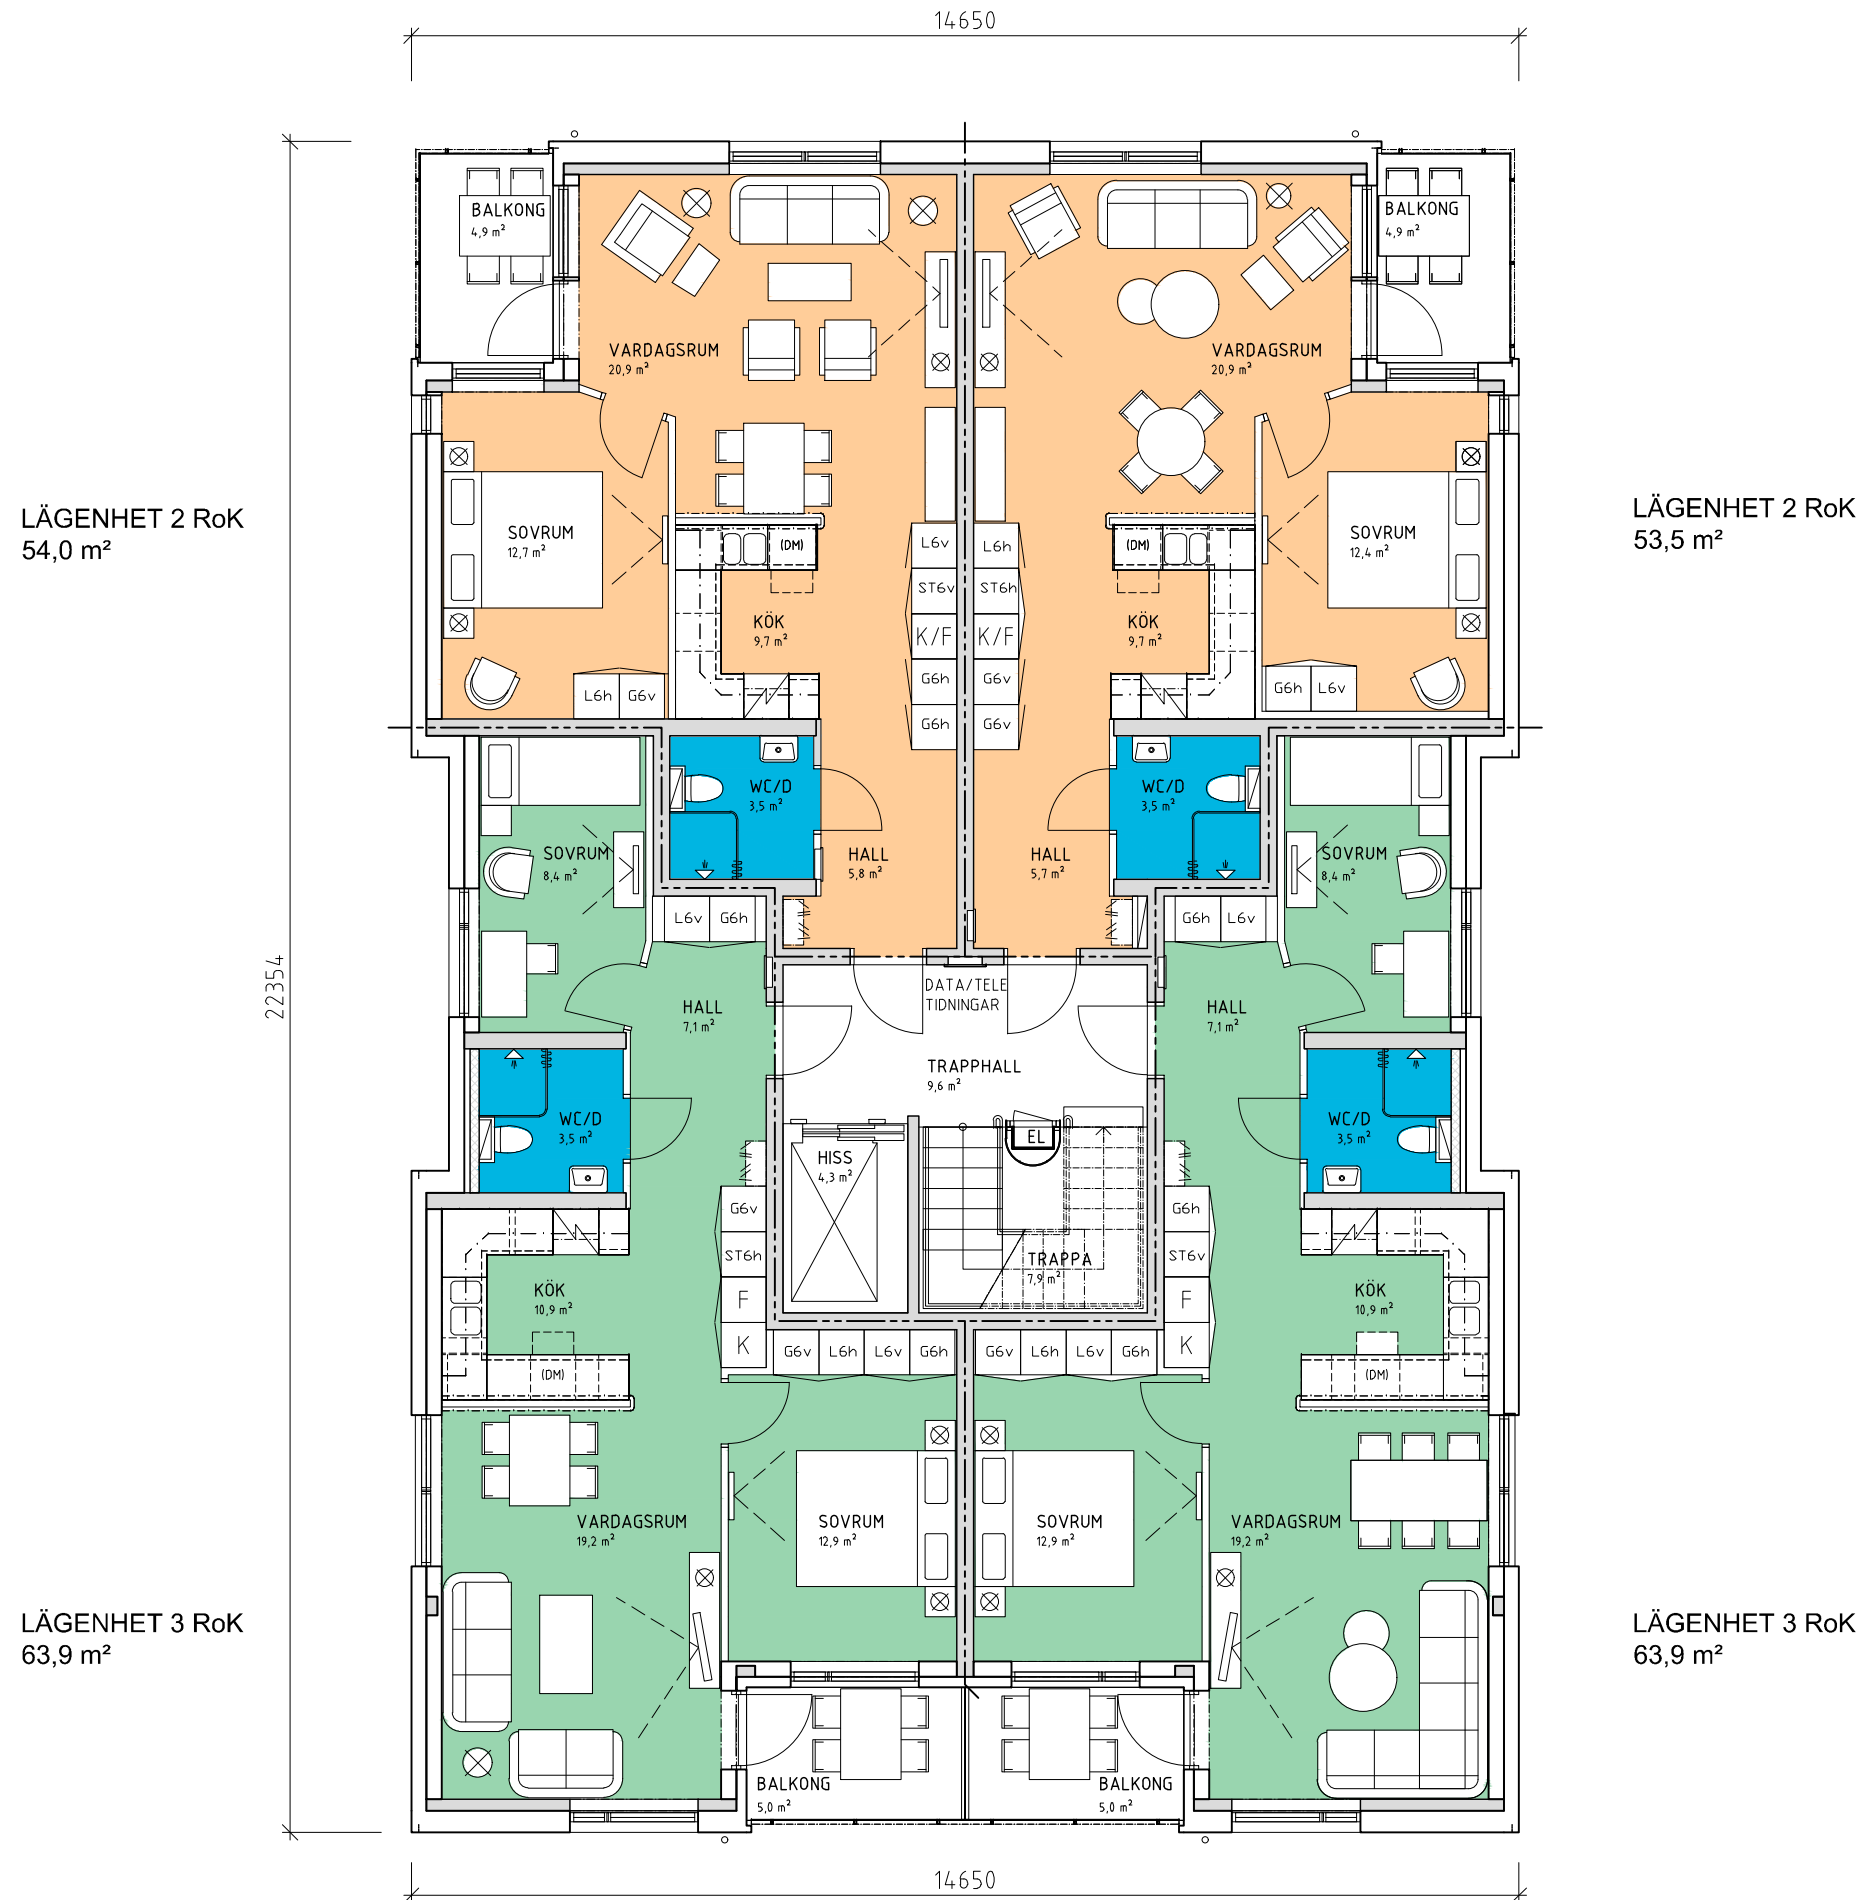 14650
BALKONG
4,9 m²
BALKONG
4,9 m²
VARDAGSRUM
20,9 m²
VARDAGSRUM
20,9 m²
22354
LÄGENHET 2 RoK
54,0 m²
LÄGENHET 2 RoK
53,5 m²
SOVRUM
12,7 m²
(DM)
L6v
L6h
(DM)
SOVRUM
12,4 m²
ST6v
ST6h
KÖK
9,7 m²
K/F
K/F
KÖK
9,7 m²
L6h
G6v
G6h
G6v
G6h
L6v
G6h
G6v
WC/D
3,5 m²
WC/D
3,5 m²
SOVRUM
8,4 m²
HALL
5,8 m²
HALL
5,7 m²
SOVRUM
8,4 m²
L6v
G6h
G6h
L6v
HALL
7,1 m²
DATA/TELE
TIDNINGAR
HALL
7,1 m²
TRAPPHALL
9,6 m²
WC/D
3,5 m²
WC/D
3,5 m²
HISS
4,3 m²
EL
G6v
G6h
ST6h
ST6v
TRAPPA
7,9 m²
KÖK
10,9 m²
F
F
KÖK
10,9 m²
K
K
G6v
L6h
L6v
G6h
G6v
L6h
L6v
G6h
(DM)
(DM)
VARDAGSRUM
19,2 m²
SOVRUM
12,9 m²
SOVRUM
12,9 m²
VARDAGSRUM
19,2 m²
LÄGENHET 3 RoK
63,9 m²
LÄGENHET 3 RoK
63,9 m²
BALKONG
5,0 m²
BALKONG
5,0 m²
14650